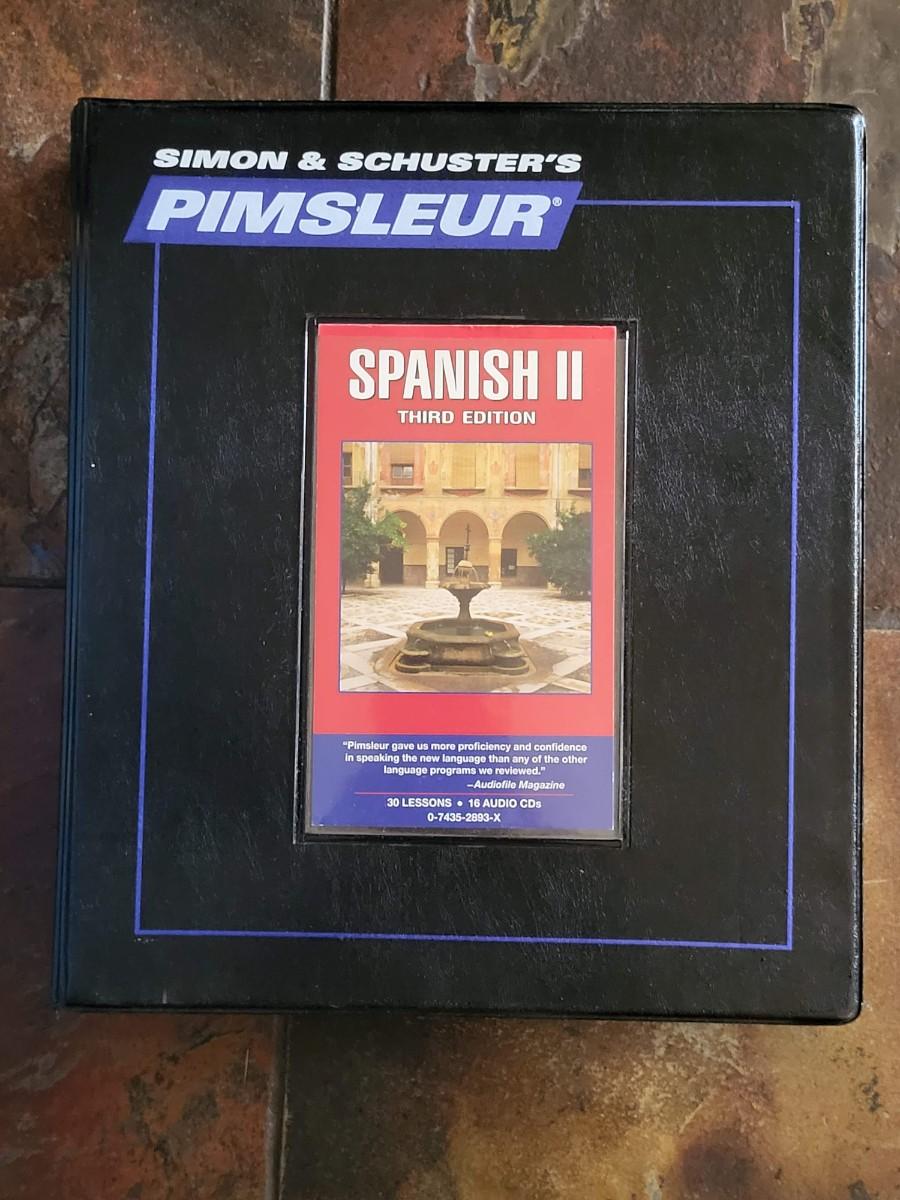 SIMON & SCHUSTER'S
PIMSLEUR®
SPANISH II
THIRD EDITION
“Pimsleur gave us more proficiency and confidence
in speaking the new language than any of the other
language programs we reviewed.”
–Audiofile Magazine
30 LESSONS • 16 AUDIO CDs
0-7435-2893-X